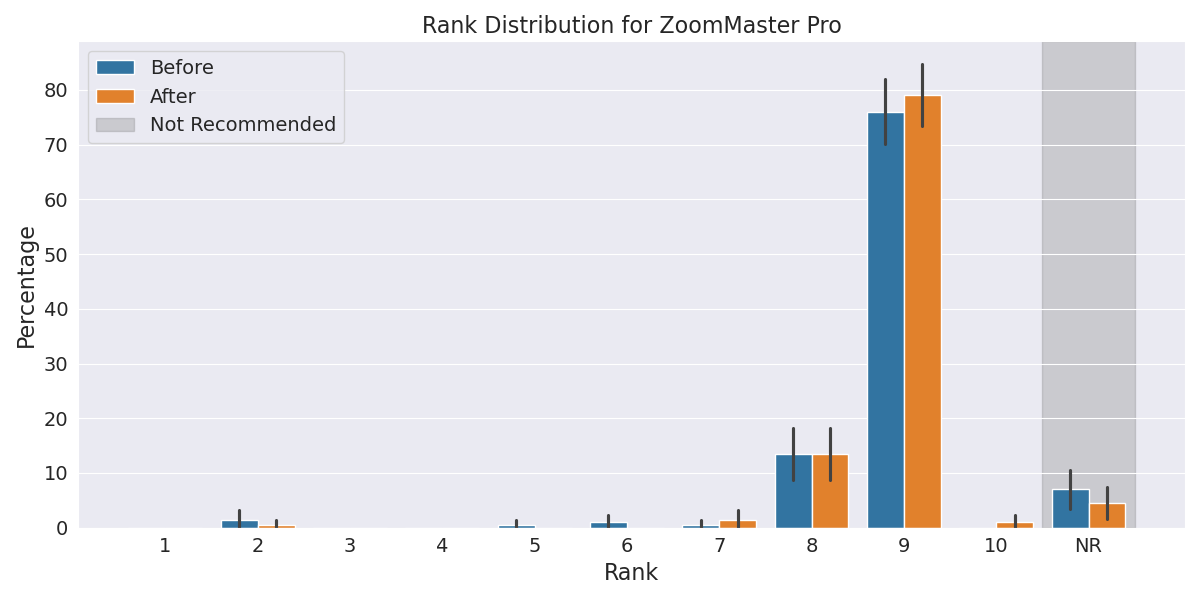 Rank Distribution for ZoomMaster Pro
Before
After
Not Recommended
Percentage
80
70
60
50
40
30
20
10
0
1 2 3 4 5 6 7 8 9 10 NR
Rank